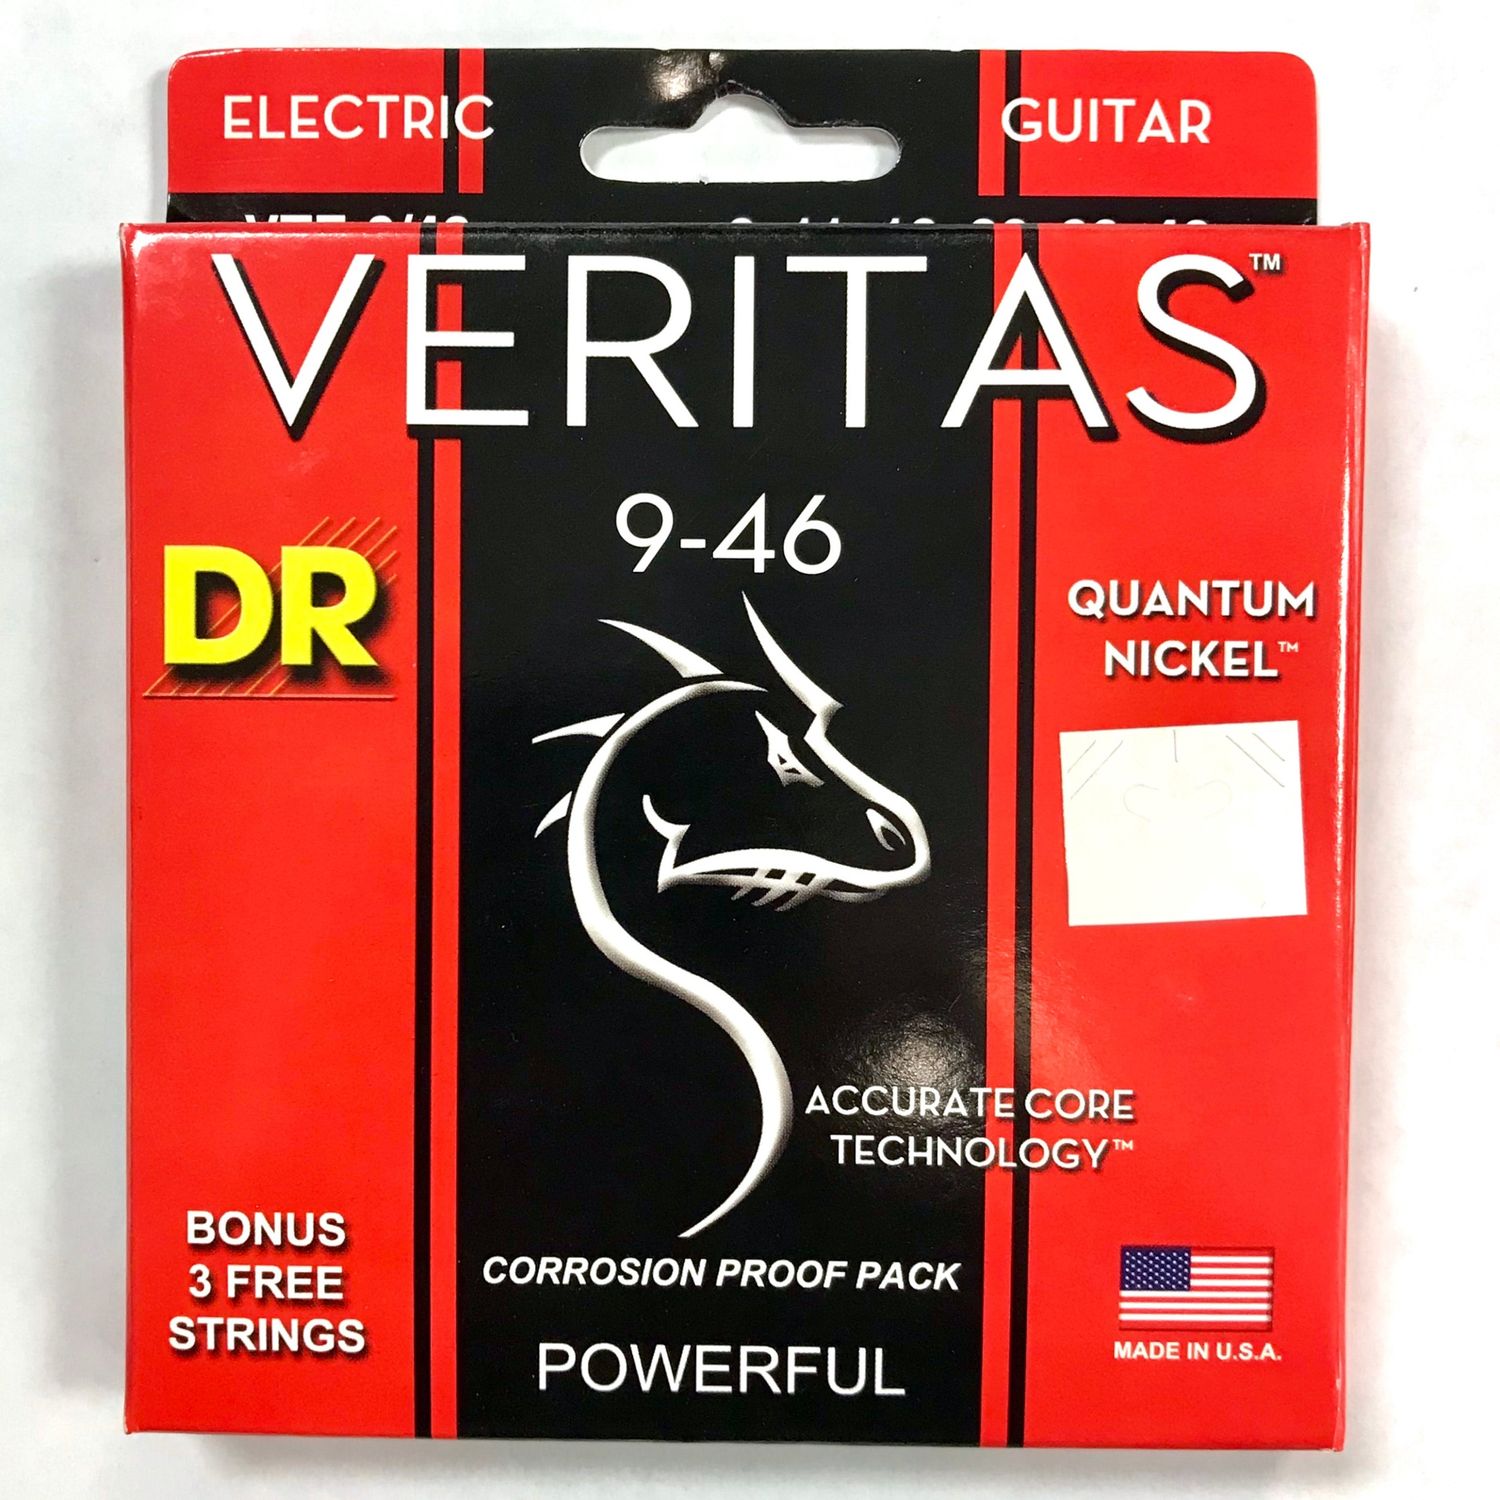 ELECTRIC GUITAR
VERITAS™
9-46
DR
QUANTUM
NICKEL™
ACCURATE CORE
TECHNOLOGY™
BONUS
3 FREE
STRINGS
CORROSION PROOF PACK
POWERFUL
MADE IN U.S.A.